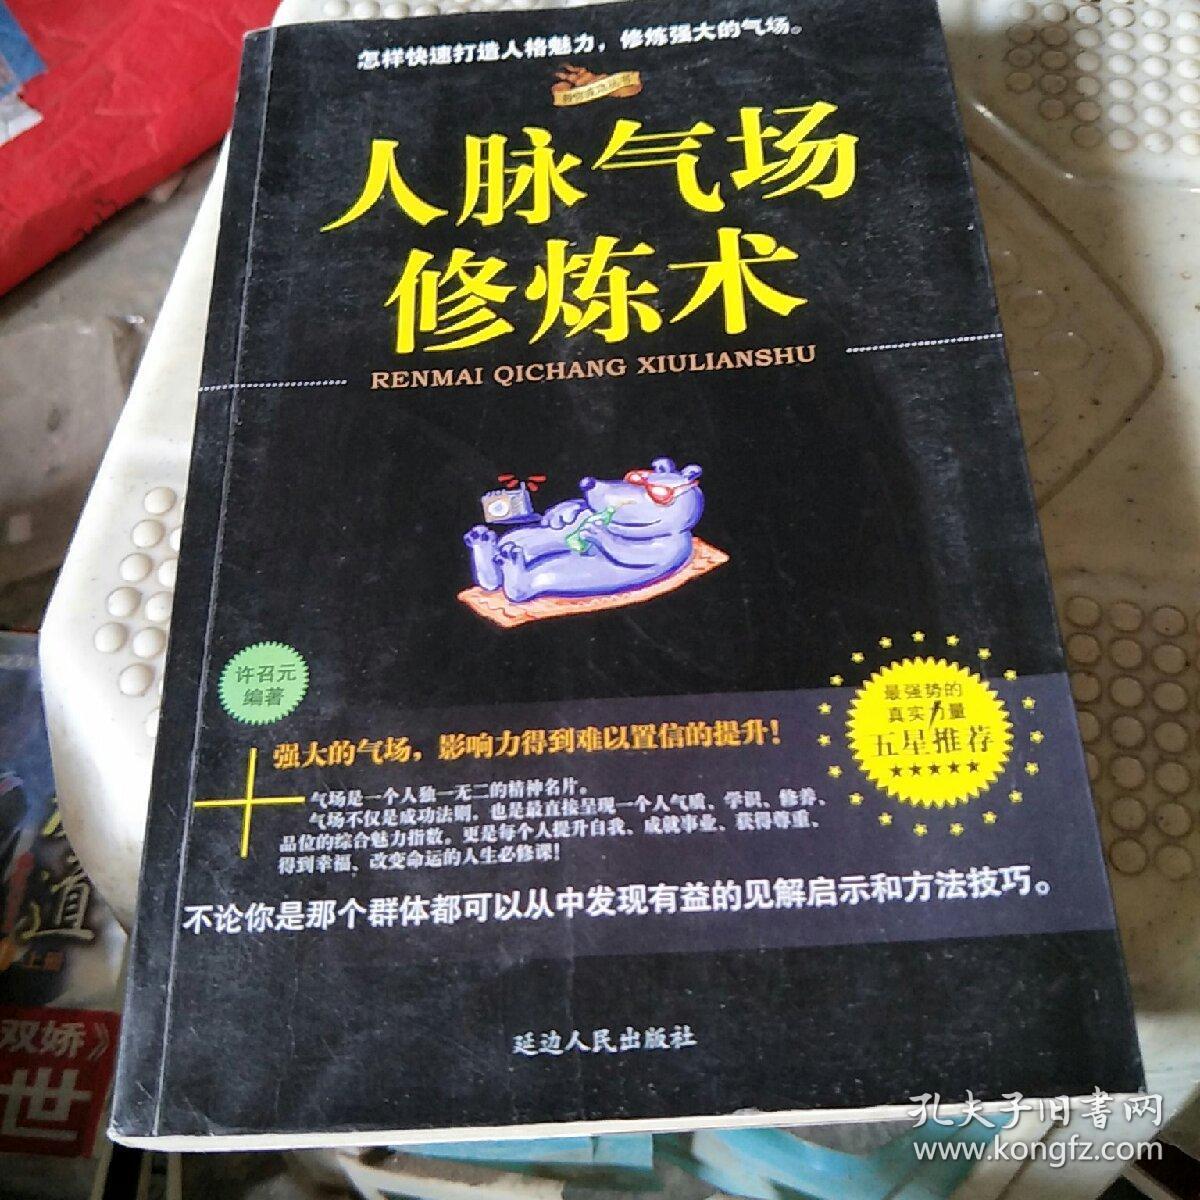 怎样快速打造人格魅力，修炼强大的气场。
人脉气场
修炼术
RENMAI QICHANG XIULIANSHU
许召元
编著
最强势的
真实力量
五星推荐
★★★★★
强大的气场，影响力得到难以置信的提升！
气场是一个人独一无二的精神名片。
气场不仅是成功法则，也是最直接呈现一个人气质、学识、修养、
品位的综合魅力指数，更是每个人提升自我、成就事业、获得尊重、
得到幸福、改变命运的人生必修课！
不论你是那个群体都可以从中发现有益的见解启示和方法技巧。
延边人民出版社
道
上册
双娇》
世
孔夫子旧书网
www.kongfz.com